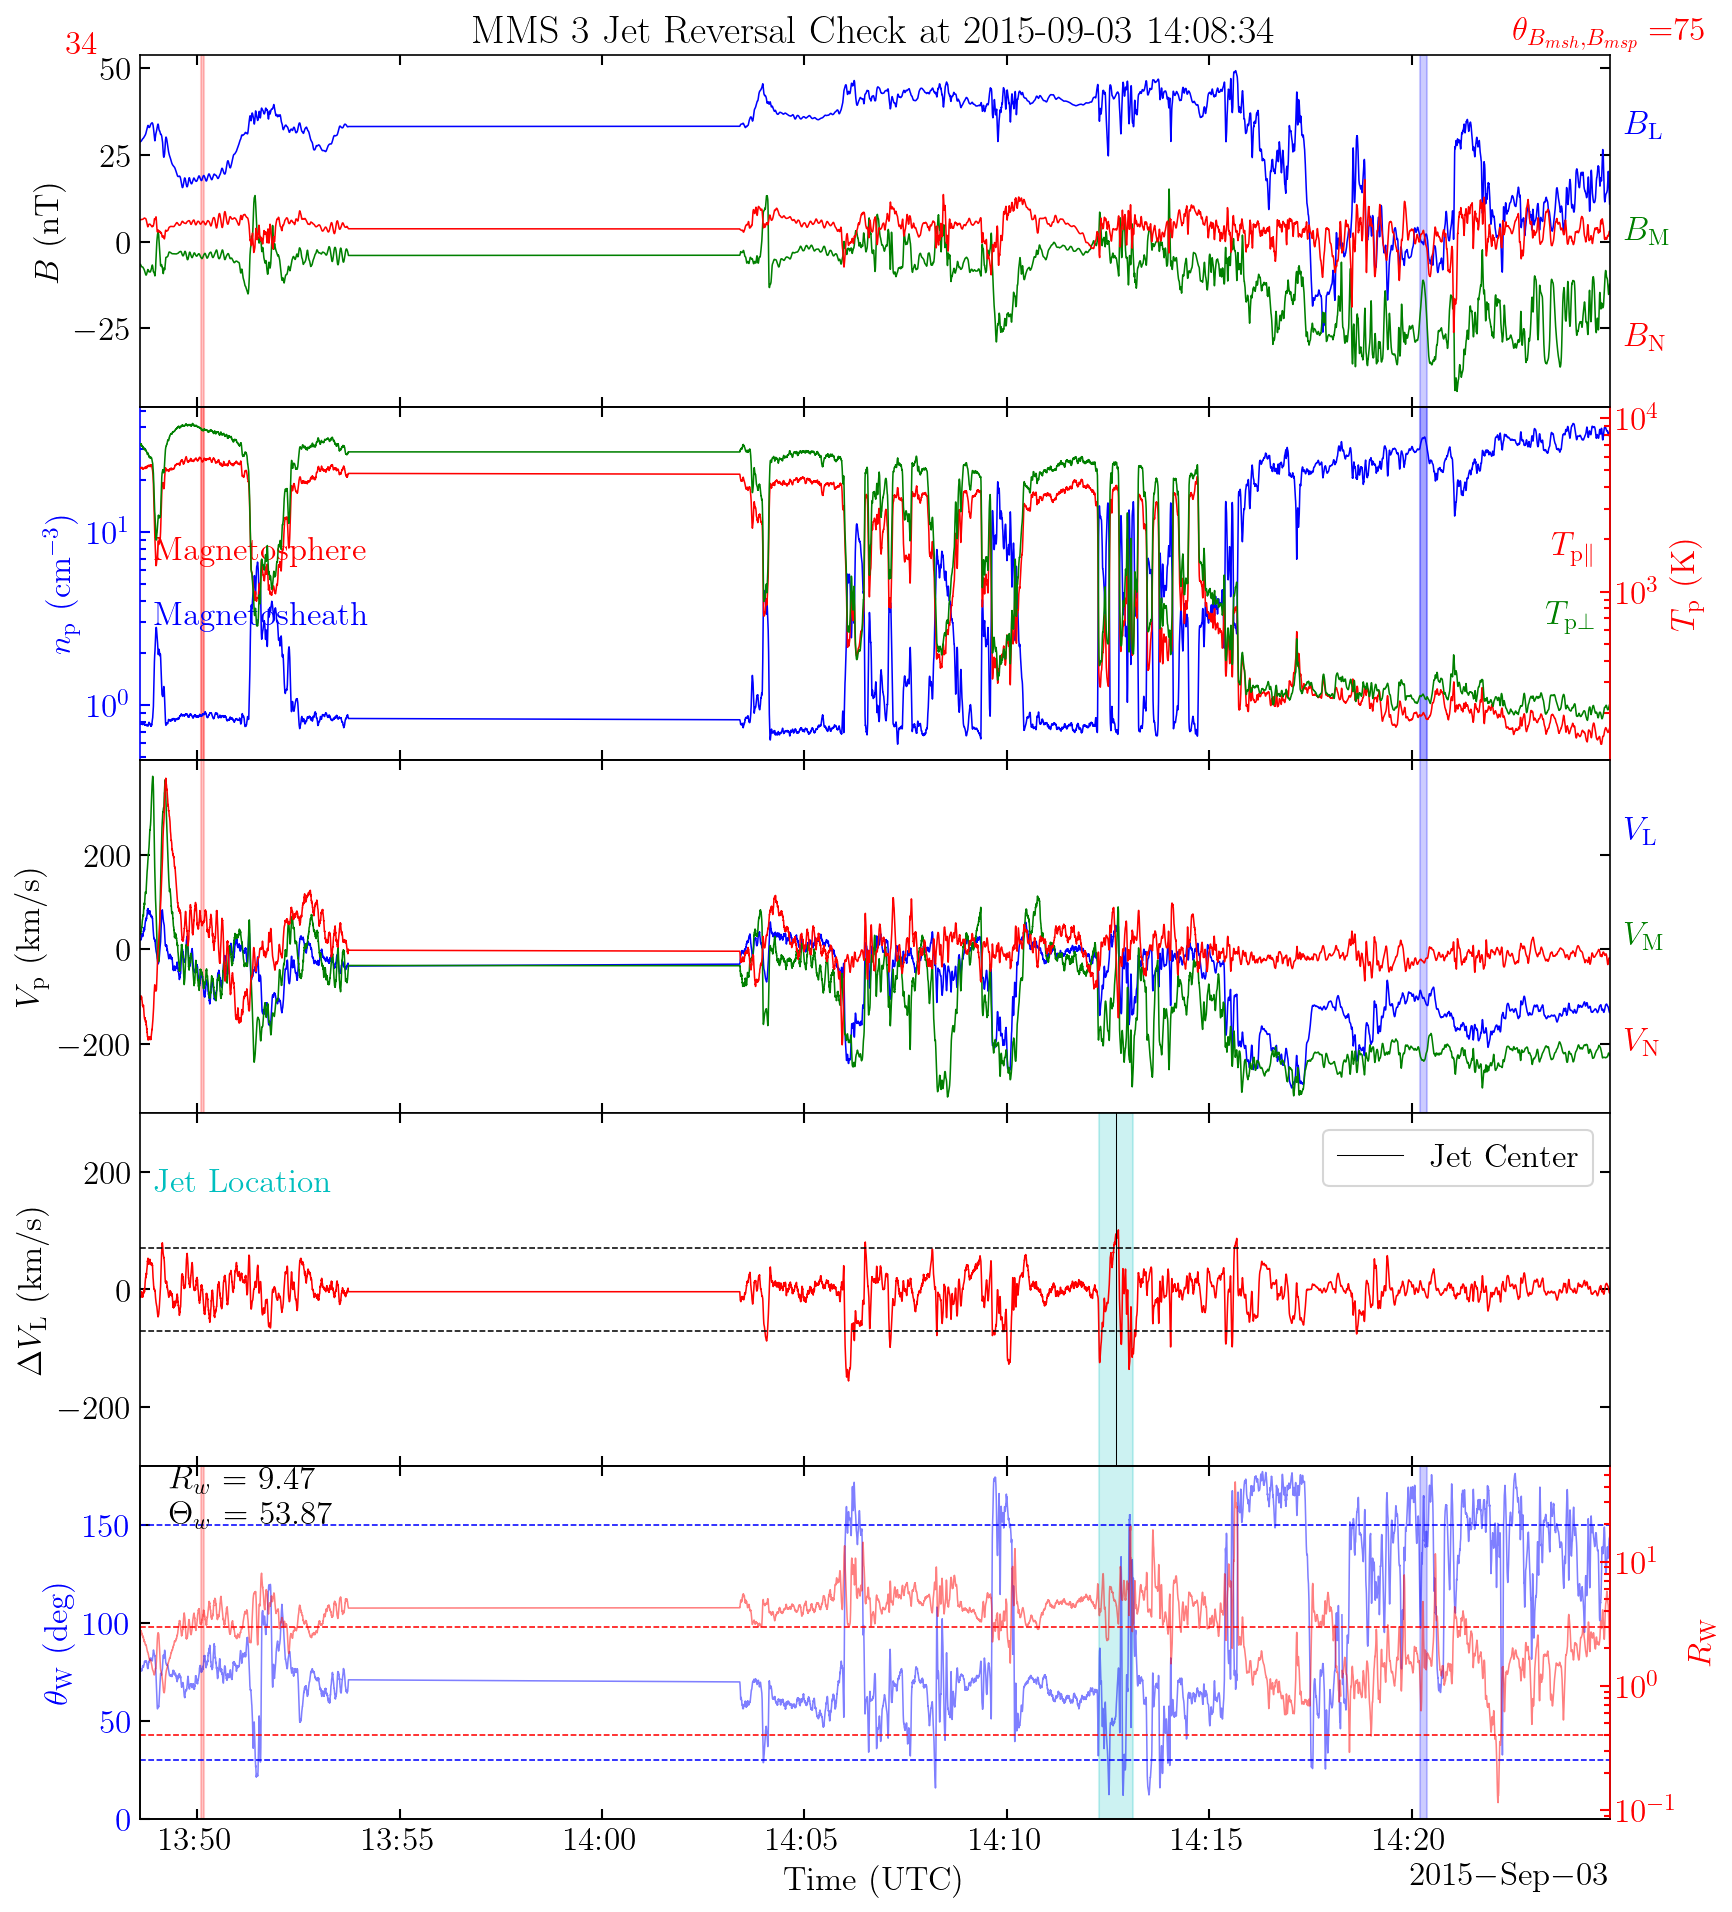 MMS 3 Jet Reversal Check at 2015-09-03 14:08:34
θ_{B_{msh},B_{msp}} =75
34
50
25
0
−25
B (nT)
B_L
B_M
B_N
10^1
10^0
n_p (cm^{−3})
Magnetosphere
Magnetosheath
10^4
10^3
T_{p∥}
T_{p⊥}
T_p (K)
200
0
−200
V_p (km/s)
V_L
V_M
V_N
200
0
−200
ΔV_L (km/s)
Jet Location
Jet Center
R_w = 9.47
Θ_w = 53.87
150
100
50
0
θ_W (deg)
10^1
10^0
10^{−1}
R_W
13:50 13:55 14:00 14:05 14:10 14:15 14:20
Time (UTC)
2015−Sep−03